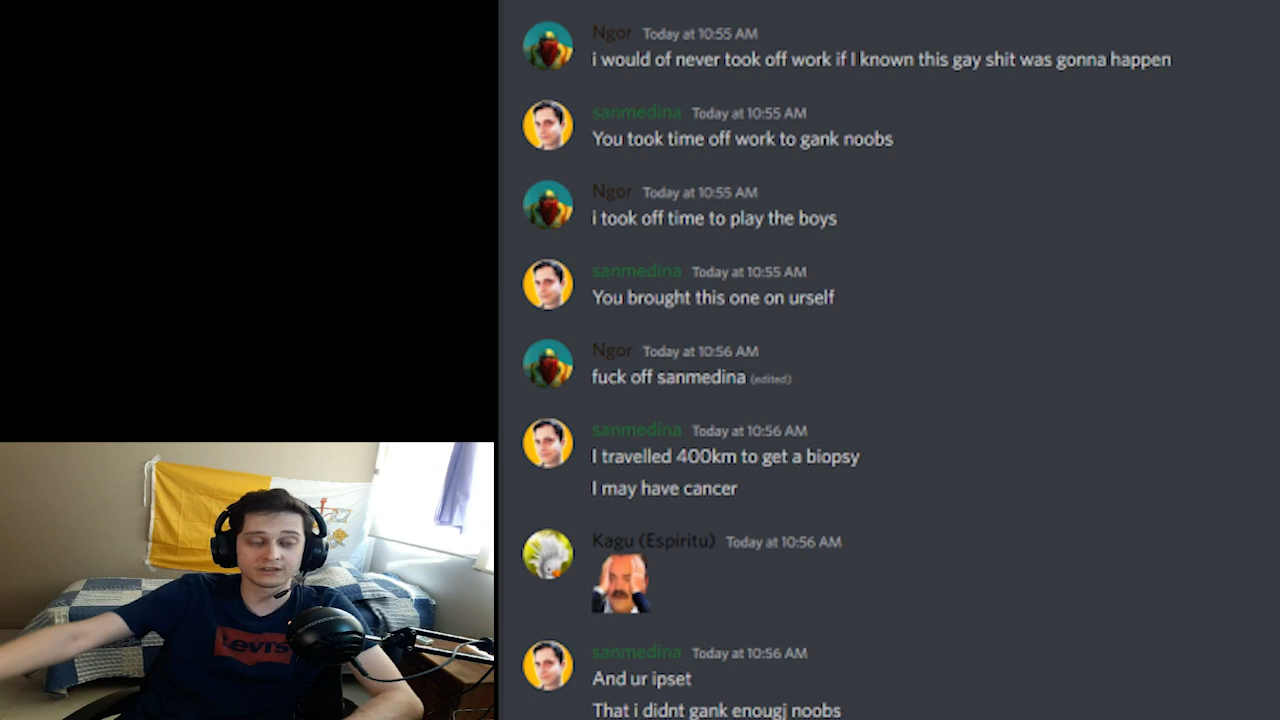 Ngor Today at 10:55 AM
i would of never took off work if I known this gay shit was gonna happen
sanmedina Today at 10:55 AM
You took time off work to gank noobs
Ngor Today at 10:55 AM
i took off time to play the boys
sanmedina Today at 10:55 AM
You brought this one on urself
Ngor Today at 10:56 AM
fuck off sanmedina (edited)
sanmedina Today at 10:56 AM
I travelled 400km to get a biopsy
I may have cancer
Kagu (Espiritu) Today at 10:56 AM
sanmedina Today at 10:56 AM
And ur ipset
That i didnt gank enougj noobs
Levi's